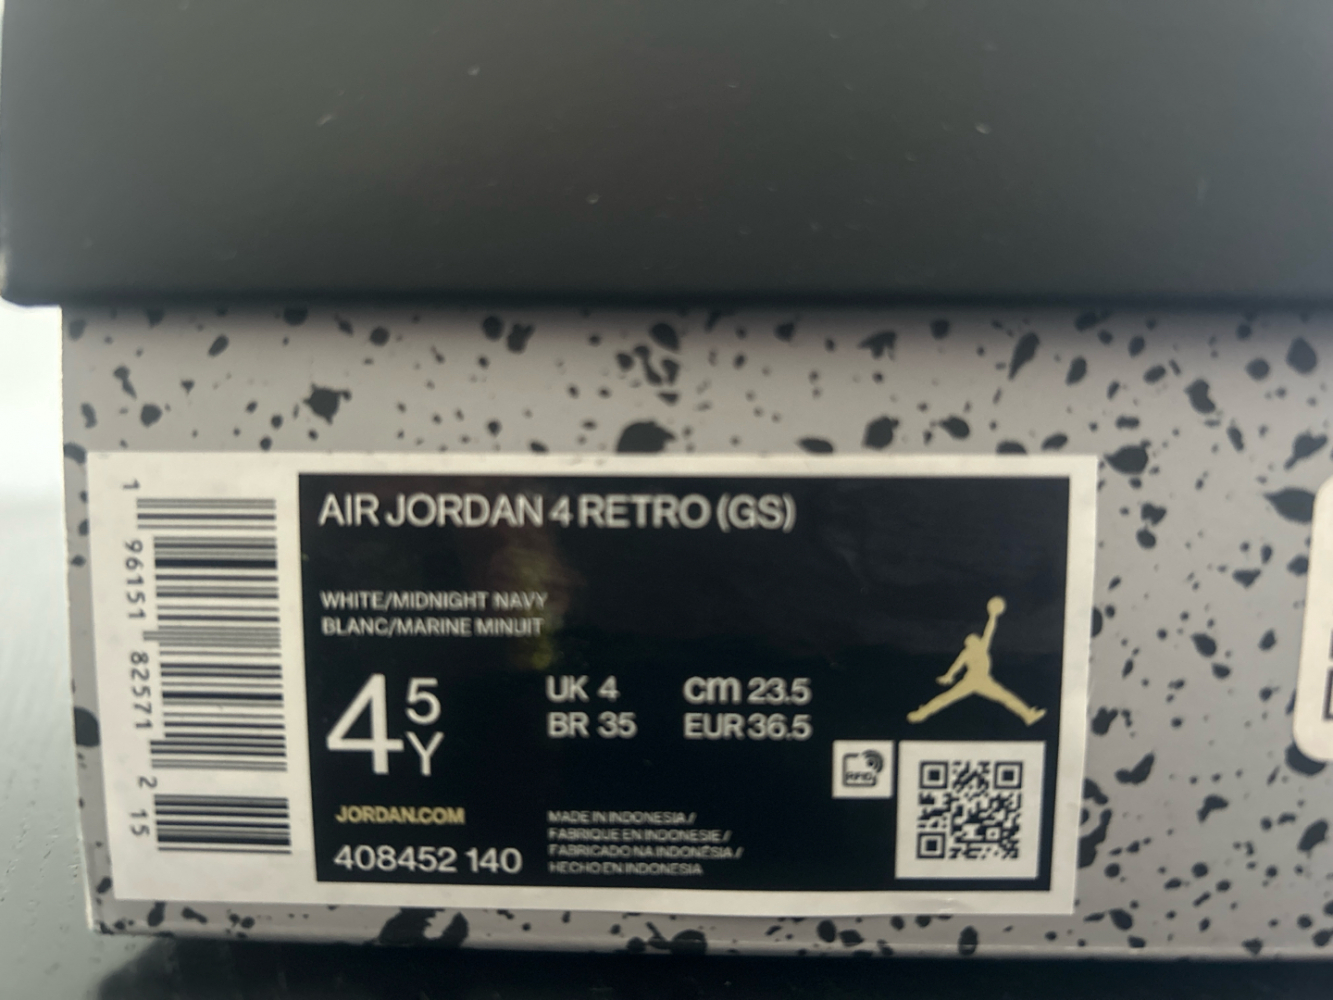 AIR JORDAN 4 RETRO (GS)
WHITE/MIDNIGHT NAVY
BLANC/MARINE MINUIT
4 5 Y
UK 4 cm 23.5
BR 35 EUR 36.5
JORDAN.COM
408452 140
MADE IN INDONESIA /
FABRIQUE EN INDONESIE /
FABRICADO NA INDONÉSIA /
HECHO EN INDONESIA
RFID
1 96151 82571 2 15